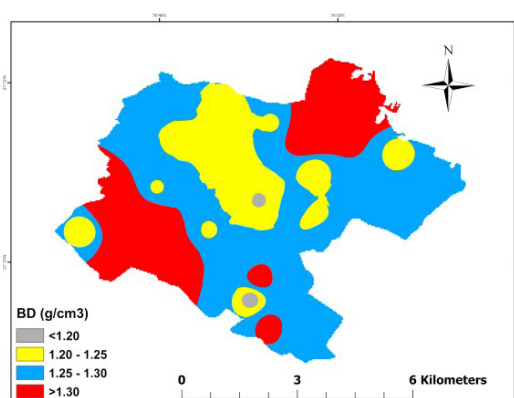 N
BD (g/cm3)
<1.20
1.20 - 1.25
1.25 - 1.30
>1.30
0 3 6 Kilometers